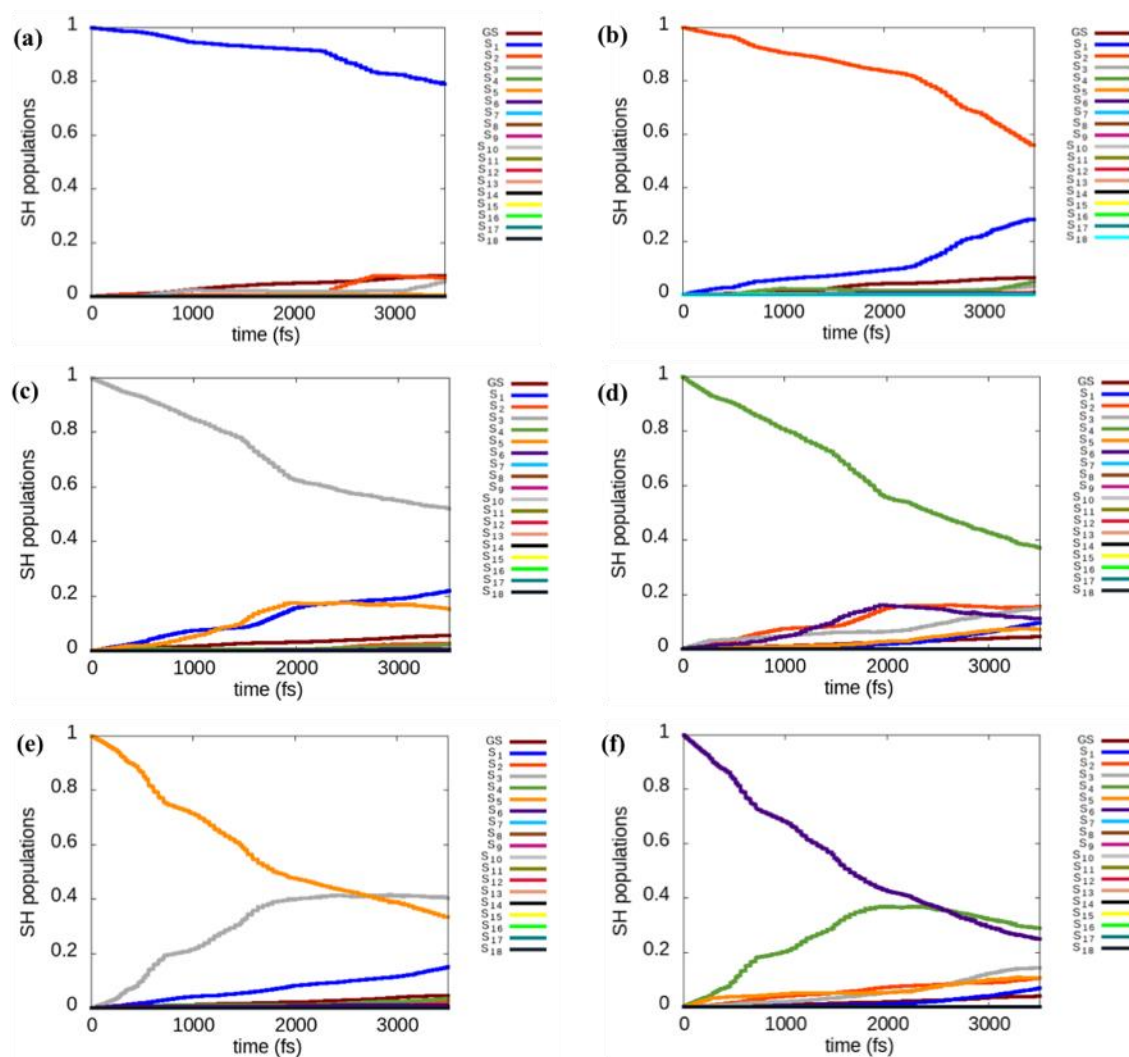 (a)
1
0.8
0.6
0.4
0.2
0
SH populations
0 1000 2000 3000
time (fs)
GS
S1
S2
S3
S4
S5
S6
S7
S8
S9
S10
S11
S12
S13
S14
S15
S16
S17
S18
(b)
1
0.8
0.6
0.4
0.2
0
SH populations
0 1000 2000 3000
time (fs)
GS
S1
S2
S3
S4
S5
S6
S7
S8
S9
S10
S11
S12
S13
S14
S15
S16
S17
S18
(c)
1
0.8
0.6
0.4
0.2
0
SH populations
0 1000 2000 3000
time (fs)
GS
S1
S2
S3
S4
S5
S6
S7
S8
S9
S10
S11
S12
S13
S14
S15
S16
S17
S18
(d)
1
0.8
0.6
0.4
0.2
0
SH populations
0 1000 2000 3000
time (fs)
GS
S1
S2
S3
S4
S5
S6
S7
S8
S9
S10
S11
S12
S13
S14
S15
S16
S17
S18
(e)
1
0.8
0.6
0.4
0.2
0
SH populations
0 1000 2000 3000
time (fs)
GS
S1
S2
S3
S4
S5
S6
S7
S8
S9
S10
S11
S12
S13
S14
S15
S16
S17
S18
(f)
1
0.8
0.6
0.4
0.2
0
SH populations
0 1000 2000 3000
time (fs)
GS
S1
S2
S3
S4
S5
S6
S7
S8
S9
S10
S11
S12
S13
S14
S15
S16
S17
S18